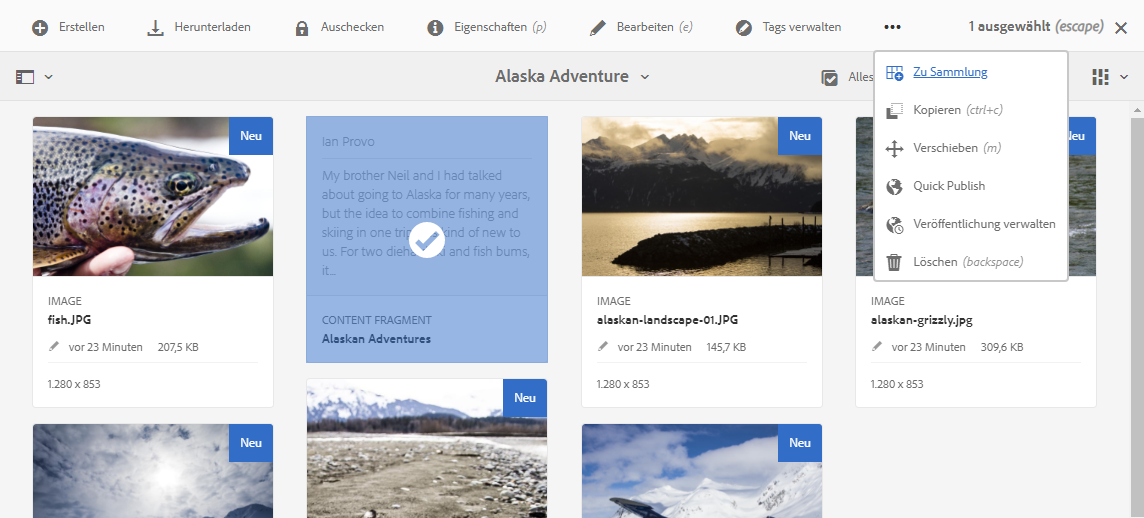 Erstellen Herunterladen Auschecken Eigenschaften (p) Bearbeiten (e) Tags verwalten ••• 1 ausgewählt (escape)
Alaska Adventure Alles
Zu Sammlung
Kopieren (ctrl+c)
Verschieben (m)
Quick Publish
Veröffentlichung verwalten
Löschen (backspace)
Neu
Ian Provo
My brother Neil and I had talked
about going to Alaska for many years,
but the idea to combine fishing and
skiing in one kind of new to
us. For two and fish bums,
it...
CONTENT FRAGMENT
Alaskan Adventures
Neu
Neu
IMAGE
fish.JPG
vor 23 Minuten 207,5 KB
1.280 x 853
IMAGE
alaskan-landscape-01.JPG
vor 23 Minuten 145,7 KB
1.280 x 853
IMAGE
alaskan-grizzly.jpg
vor 23 Minuten 309,6 KB
1.280 x 853
Neu
Neu
Neu